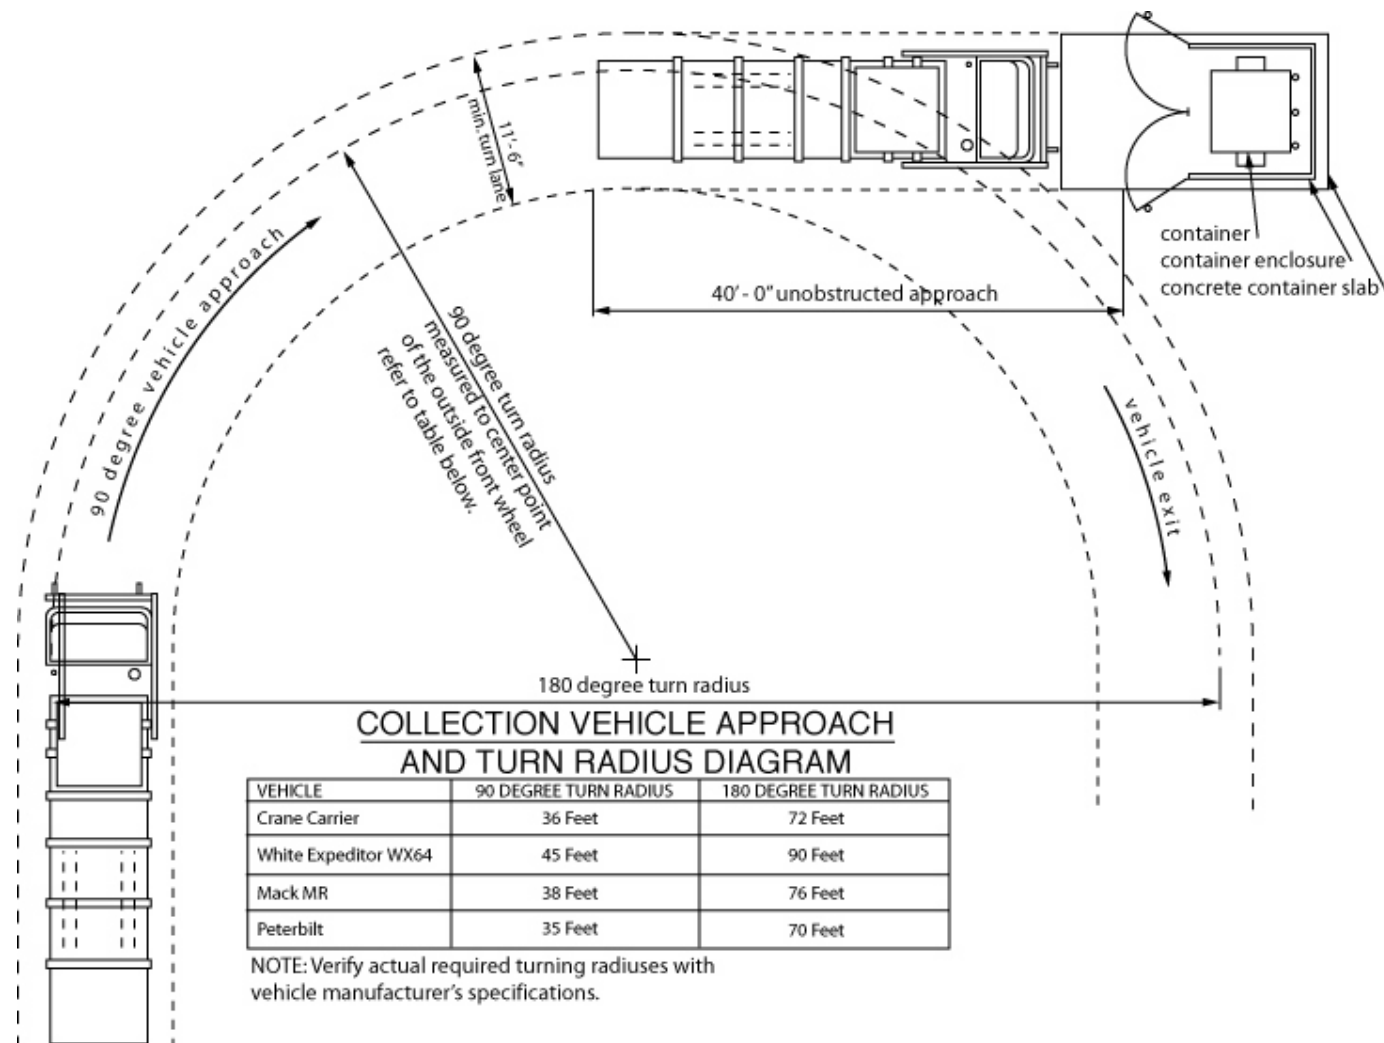 11'- 6"
min. turn lane
container
container enclosure
concrete container slab
40'- 0" unobstructed approach
90 degree vehicle approach
90 degree turn radius
measured to center point
of the outside front wheel
refer to table below.
vehicle exit
180 degree turn radius
COLLECTION VEHICLE APPROACH
AND TURN RADIUS DIAGRAM
VEHICLE 90 DEGREE TURN RADIUS 180 DEGREE TURN RADIUS
Crane Carrier 36 Feet 72 Feet
White Expeditor WX64 45 Feet 90 Feet
Mack MR 38 Feet 76 Feet
Peterbilt 35 Feet 70 Feet
NOTE: Verify actual required turning radiuses with
vehicle manufacturer's specifications.